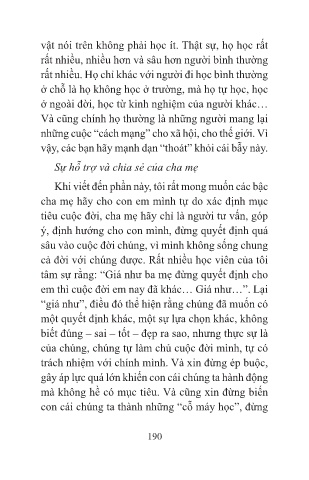 vật nói trên không phải học ít. Thật sự, họ học rất
rất nhiều, nhiều hơn và sâu hơn người bình thường
rất nhiều. Họ chỉ khác với người đi học bình thường
ở chỗ là họ không học ở trường, mà họ tự học, học
ở ngoài đời, học từ kinh nghiệm của người khác…
Và cũng chính họ thường là những người mang lại
những cuộc “cách mạng” cho xã hội, cho thế giới. Vì
vậy, các bạn hãy mạnh dạn “thoát” khỏi cái bẫy này.
Sự hỗ trợ và chia sẻ của cha mẹ
Khi viết đến phần này, tôi rất mong muốn các bậc
cha mẹ hãy cho con em mình tự do xác định mục
tiêu cuộc đời, cha mẹ hãy chỉ là người tư vấn, góp
ý, định hướng cho con mình, đừng quyết định quá
sâu vào cuộc đời chúng, vì mình không sống chung
cả đời với chúng được. Rất nhiều học viên của tôi
tâm sự rằng: “Giá như ba mẹ đừng quyết định cho
em thì cuộc đời em nay đã khác… Giá như…”. Lại
“giá như”, điều đó thể hiện rằng chúng đã muốn có
một quyết định khác, một sự lựa chọn khác, không
biết đúng – sai – tốt – đẹp ra sao, nhưng thực sự là
của chúng, chúng tự làm chủ cuộc đời mình, tự có
trách nhiệm với chính mình. Và xin đừng ép buộc,
gây áp lực quá lớn khiến con cái chúng ta hành động
mà không hề có mục tiêu. Và cũng xin đừng biến
con cái chúng ta thành những “cỗ máy học”, đừng
190